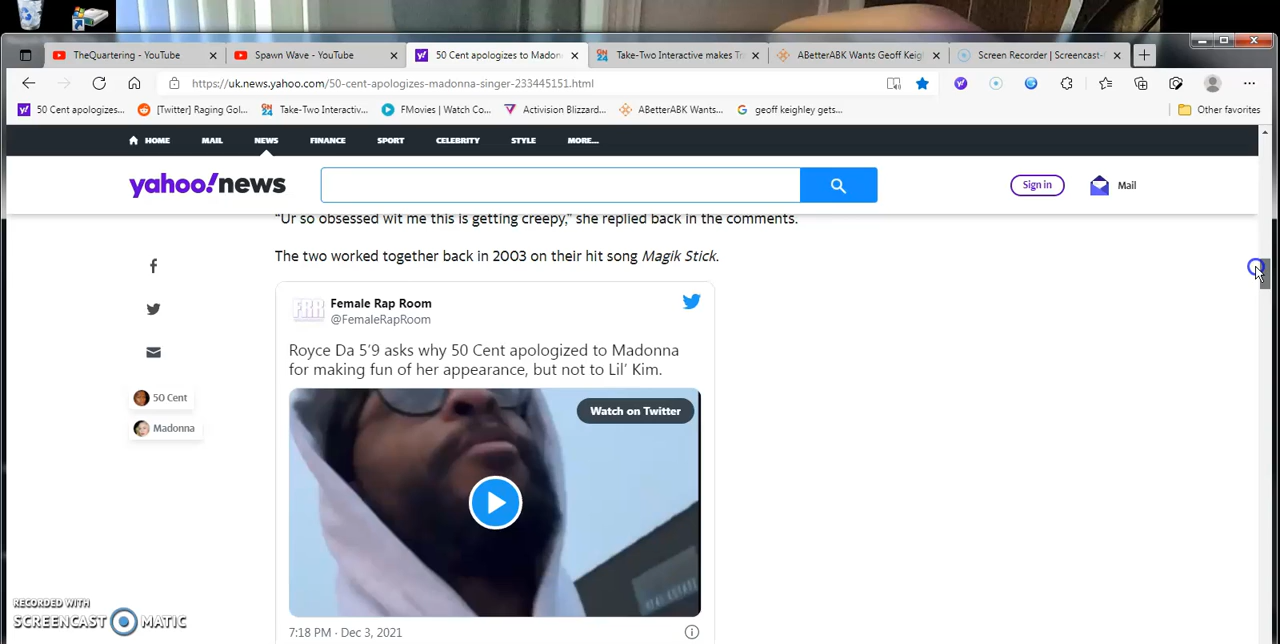 TheQuartering - YouTube
Spawn Wave - YouTube
50 Cent apologizes to Madon
Take-Two Interactive makes Tr
ABetterABK Wants Geoff Keigl
Screen Recorder | Screencast-
https://uk.news.yahoo.com/50-cent-apologizes-madonna-singer-233445151.html
50 Cent apologizes...
[Twitter] Raging Gol...
Take-Two Interactiv...
FMovies | Watch Co...
Activision Blizzard...
ABetterABK Wants...
geoff keighley gets...
Other favorites
HOME MAIL NEWS FINANCE SPORT CELEBRITY STYLE MORE...
yahoo!news
Sign in
Mail
“Ur so obsessed wit me this is getting creepy,” she replied back in the comments.
The two worked together back in 2003 on their hit song Magik Stick.
FRR
Female Rap Room
@FemaleRapRoom
Royce Da 5’9 asks why 50 Cent apologized to Madonna
for making fun of her appearance, but not to Lil’ Kim.
Watch on Twitter
50 Cent
Madonna
7:18 PM · Dec 3, 2021
RECORDED WITH
SCREENCAST MATIC